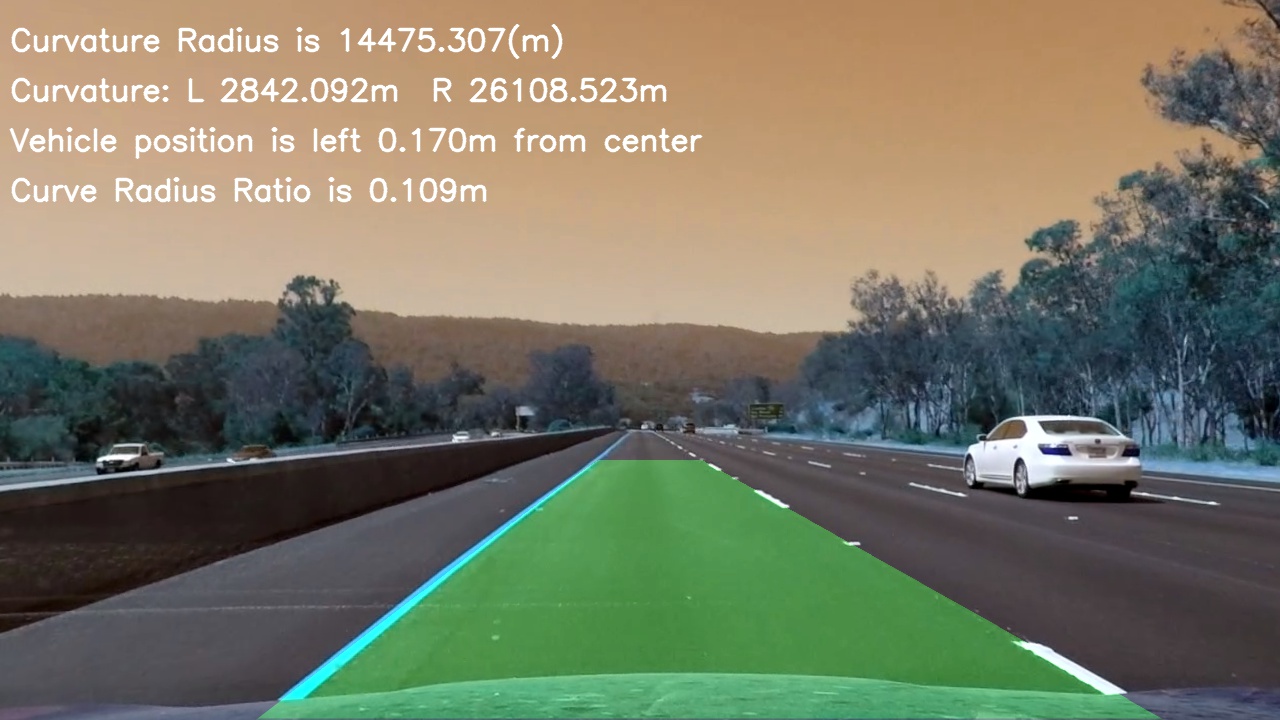 Curvature Radius is 14475.307(m)
Curvature: L 2842.092m R 26108.523m
Vehicle position is left 0.170m from center
Curve Radius Ratio is 0.109m